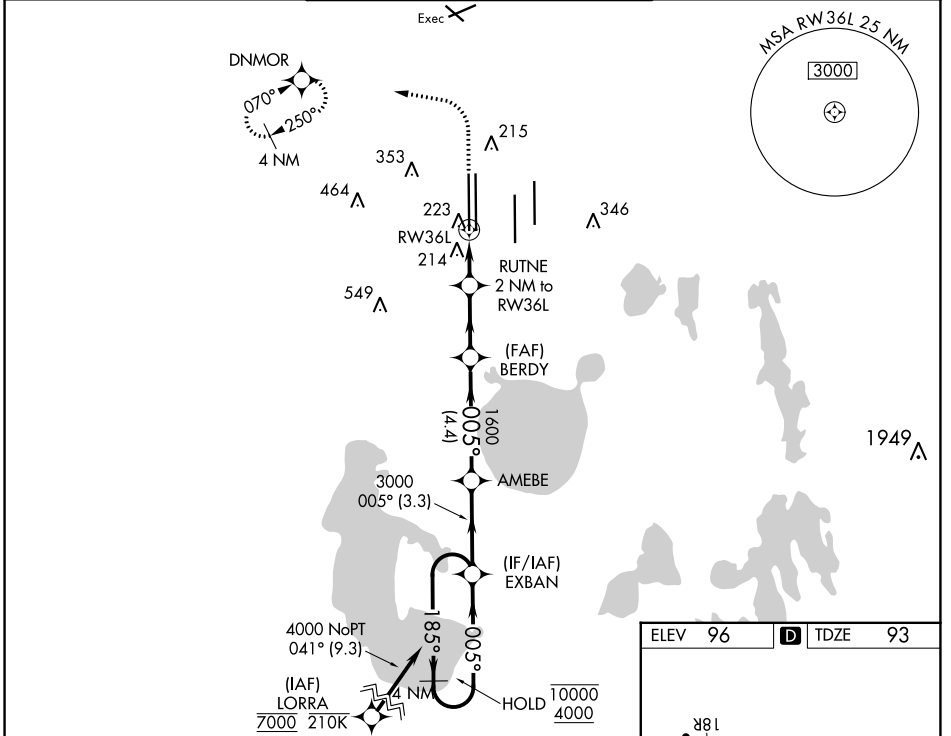 Exec
MSA RW36L 25 NM
3000
DNMOR
070°
250°
4 NM
215
353
464
223
346
RW36L
214
RUTNE
2 NM to
RW36L
549
(FAF)
BERDY
1600
005°
(4.4)
1949
AMEBE
3000
005° (3.3)
(IF/IAF)
EXBAN
185°
005°
4000 NoPT
041° (9.3)
(IAF)
LORRA
7000 210K
4 NM
HOLD
10000
4000
ELEV 96 D TDZE 93
18R